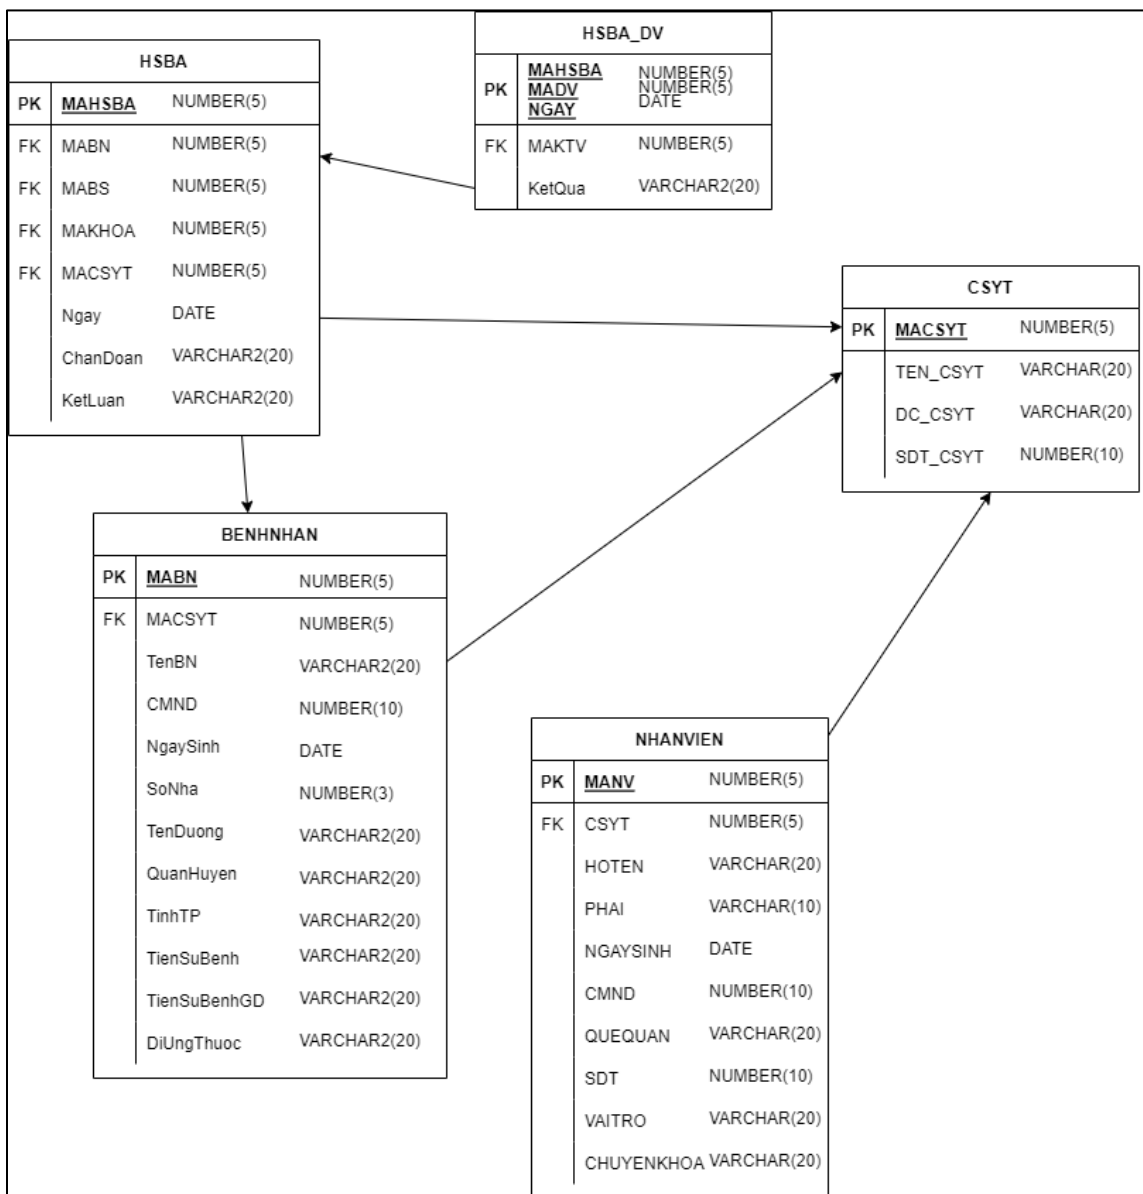 HSBA
PK MAHSBA NUMBER(5)
FK MABN NUMBER(5)
FK MABS NUMBER(5)
FK MAKHOA NUMBER(5)
FK MACSYT NUMBER(5)
Ngay DATE
ChanDoan VARCHAR2(20)
KetLuan VARCHAR2(20)
HSBA_DV
MAHSBA NUMBER(5)
PK MADV NUMBER(5)
NGAY DATE
FK MAKTV NUMBER(5)
KetQua VARCHAR2(20)
CSYT
PK MACSYT NUMBER(5)
TEN_CSYT VARCHAR(20)
DC_CSYT VARCHAR(20)
SDT_CSYT NUMBER(10)
BENHNHAN
PK MABN NUMBER(5)
FK MACSYT NUMBER(5)
TenBN VARCHAR2(20)
CMND NUMBER(10)
NgaySinh DATE
SoNha NUMBER(3)
TenDuong VARCHAR2(20)
QuanHuyen VARCHAR2(20)
TinhTP VARCHAR2(20)
TienSuBenh VARCHAR2(20)
TienSuBenhGD VARCHAR2(20)
DiUngThuoc VARCHAR2(20)
NHANVIEN
PK MANV NUMBER(5)
FK CSYT NUMBER(5)
HOTEN VARCHAR(20)
PHAI VARCHAR(10)
NGAYSINH DATE
CMND NUMBER(10)
QUEQUAN VARCHAR(20)
SDT NUMBER(10)
VAITRO VARCHAR(20)
CHUYENKHOA VARCHAR(20)